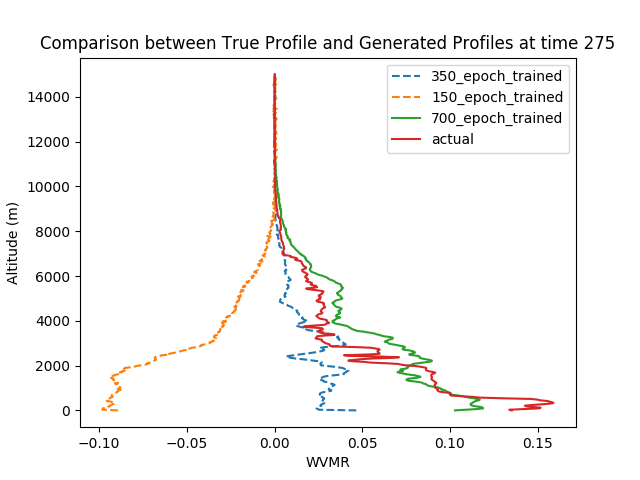 Comparison between True Profile and Generated Profiles at time 275
350_epoch_trained
150_epoch_trained
700_epoch_trained
actual
Altitude (m)
14000
12000
10000
8000
6000
4000
2000
0
−0.10 −0.05 0.00 0.05 0.10 0.15
WVMR